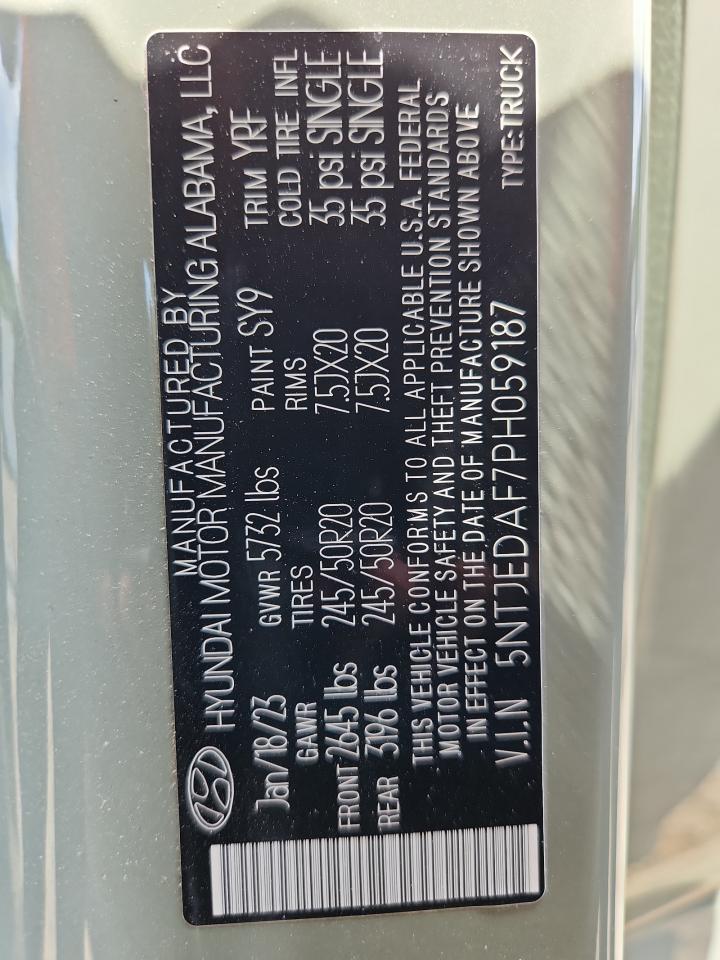 MANUFACTURED BY
HYUNDAI MOTOR MANUFACTURING ALABAMA, LLC
Jan/18/23 GVWR 5732 lbs PAINT SY9 TRIM YRF
GAWR TIRES RIMS COLD TIRE. INFL
FRONT 2645 lbs 245/50R20 7.5JX20 35 psi SINGLE
REAR 3196 lbs 245/50R20 7.5JX20 35 psi SINGLE
THIS VEHICLE CONFORMS TO ALL APPLICABLE U.S.A. FEDERAL
MOTOR VEHICLE SAFETY AND THEFT PREVENTION STANDARDS
IN EFFECT ON THE DATE OF MANUFACTURE SHOWN ABOVE
V.I.N 5NTJEDAF7PH059187 TYPE:TRUCK